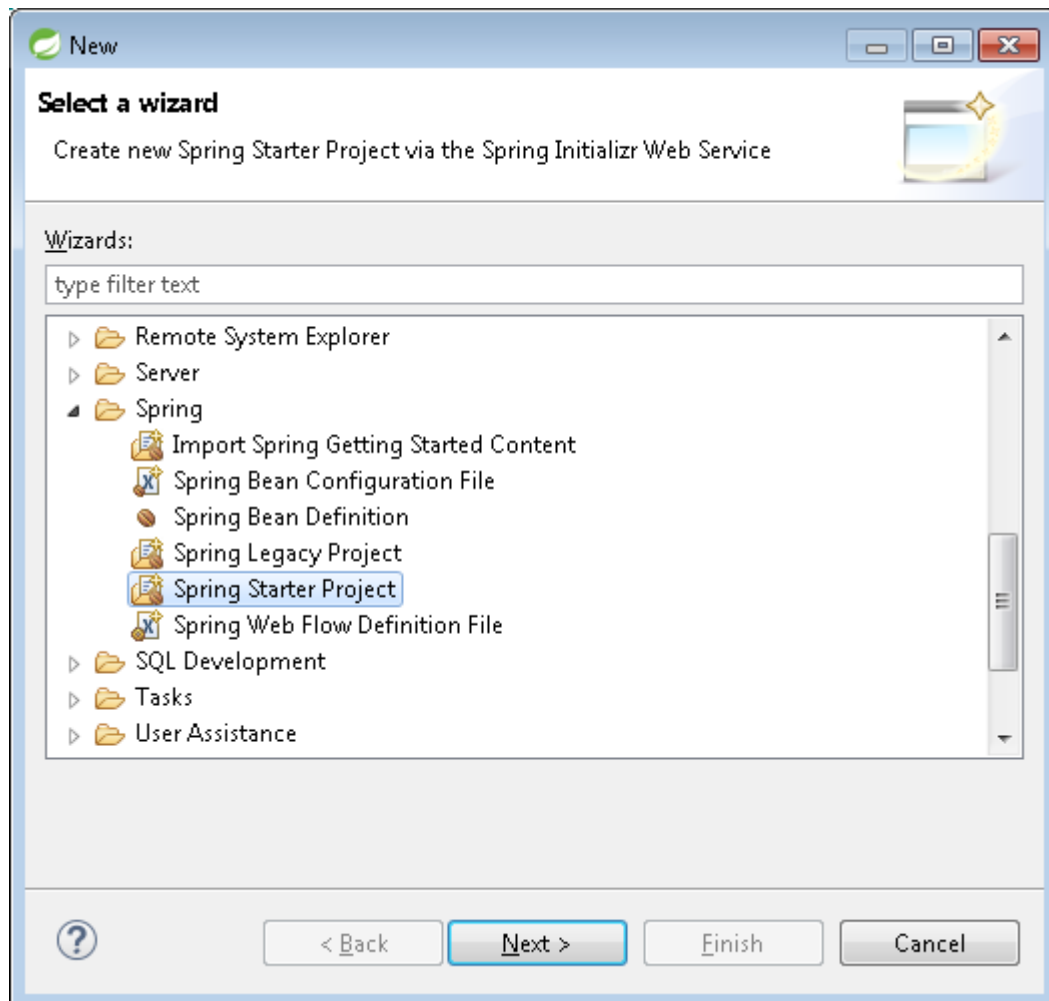 New
Select a wizard
Create new Spring Starter Project via the Spring Initializr Web Service
Wizards:
type filter text
Remote System Explorer
Server
Spring
Import Spring Getting Started Content
Spring Bean Configuration File
Spring Bean Definition
Spring Legacy Project
Spring Starter Project
Spring Web Flow Definition File
SQL Development
Tasks
User Assistance
? < Back Next > Finish Cancel